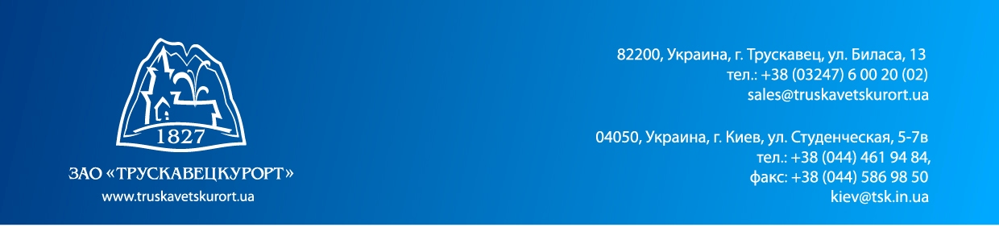 1827
ЗАО «ТРУСКАВЕЦКУРОРТ»
www.truskavetskurort.ua
82200, Украина, г. Трускавец, ул. Биласа, 13
тел.: +38 (03247) 6 00 20 (02)
sales@truskavetskurort.ua
04050, Украина, г. Киев, ул. Студенческая, 5-7в
тел.: +38 (044) 461 94 84,
факс: +38 (044) 586 98 50
kiev@tsk.in.ua